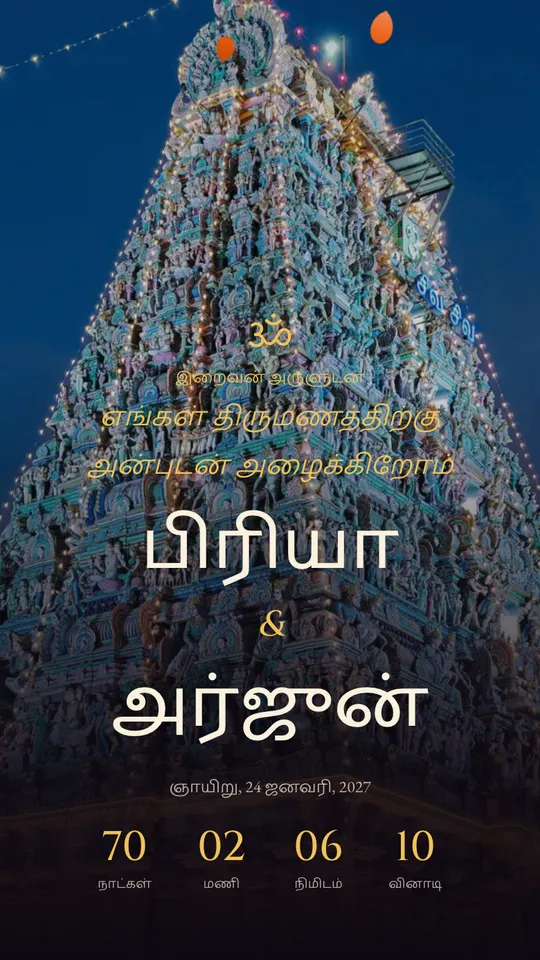 சிவ சிவ
ௐ
இறைவன் அருளுடன்
எங்கள் திருமணத்திற்கு
அன்புடன் அழைக்கிறோம்
பிரியா
&
அர்ஜுன்
ஞாயிறு, 24 ஜனவரி, 2027
70 02 06 10
நாட்கள் மணி நிமிடம் வினாடி